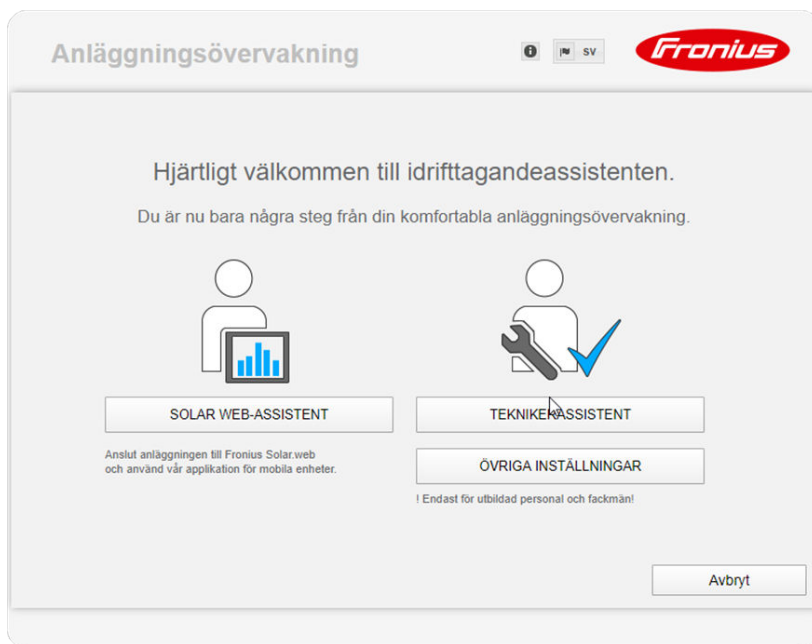 Anläggningsövervakning
SV
Fronius
Hjärtligt välkommen till idrifttagandeassistenten.
Du är nu bara några steg från din komfortabla anläggningsövervakning.
SOLAR WEB-ASSISTENT
TEKNIKERASSISTENT
Anslut anläggningen till Fronius Solar.web
och använd vår applikation för mobila enheter.
ÖVRIGA INSTÄLLNINGAR
! Endast för utbildad personal och fackmän!
Avbryt